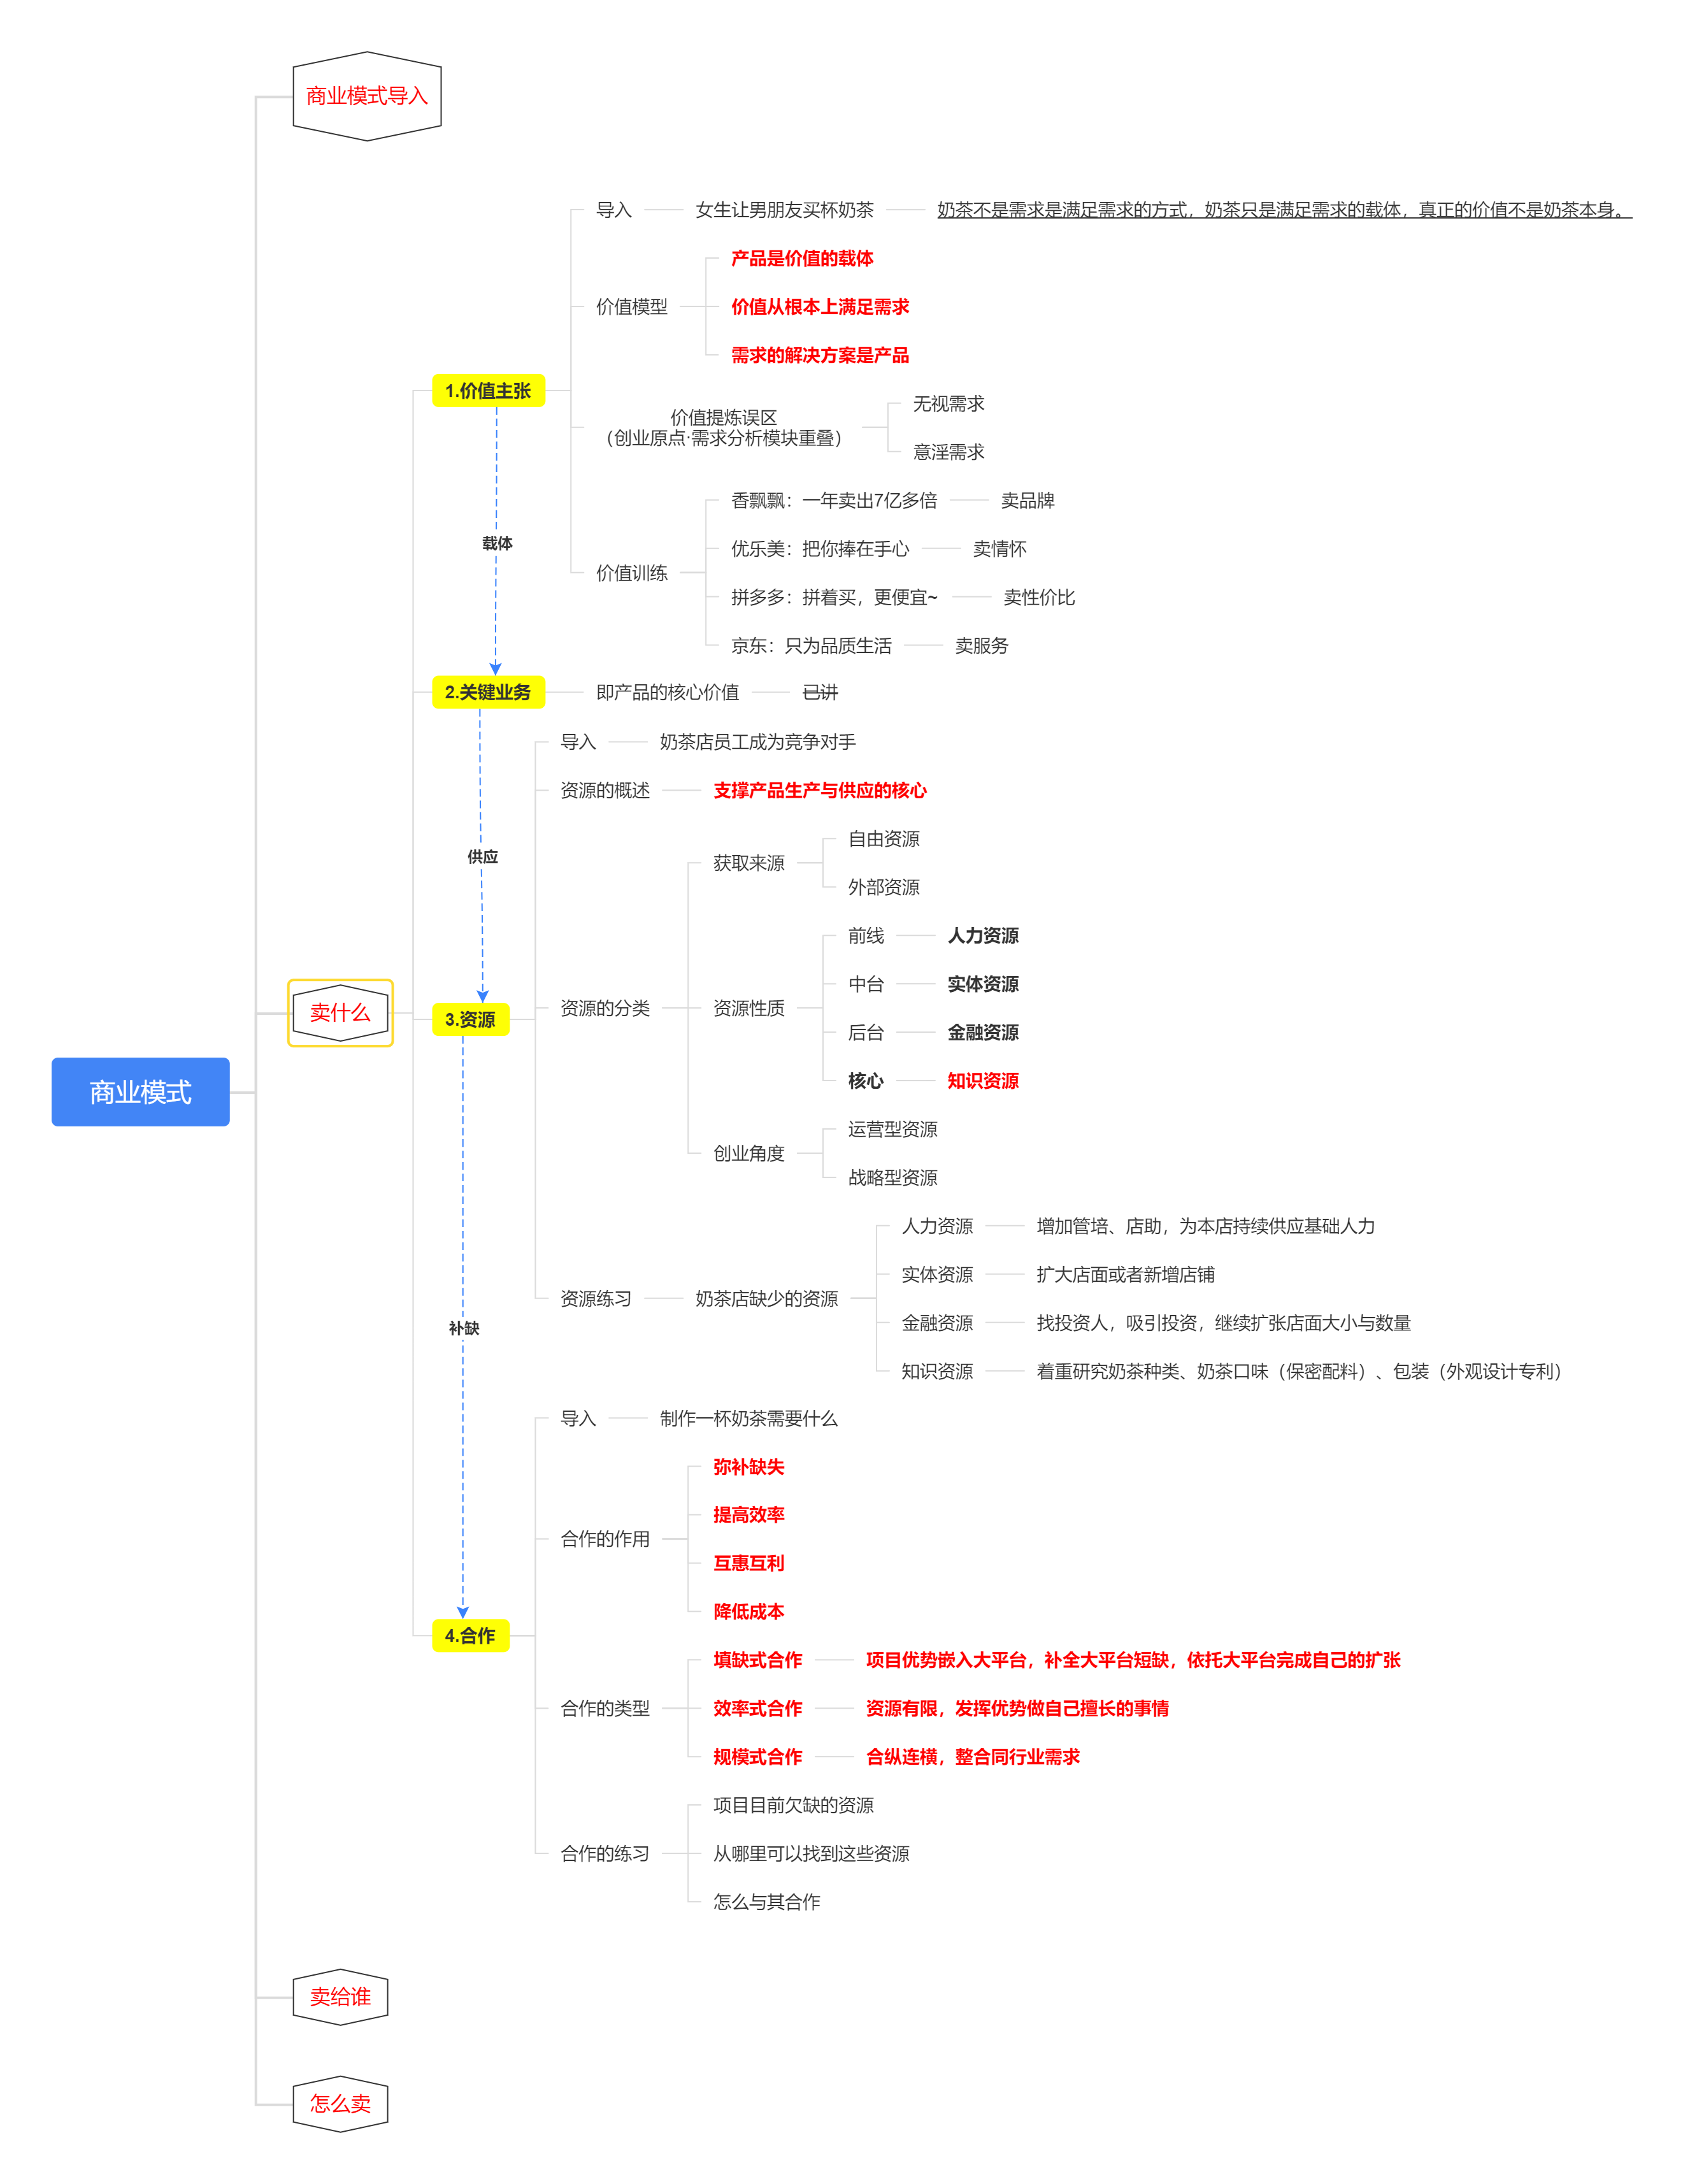 商业模式
商业模式导入
卖什么
1.价值主张
导入
女生让男朋友买杯奶茶
奶茶不是需求是满足需求的方式，奶茶只是满足需求的载体，真正的价值不是奶茶本身。
价值模型
产品是价值的载体
价值从根本上满足需求
需求的解决方案是产品
价值提炼误区
（创业原点·需求分析模块重叠）
无视需求
意淫需求
价值训练
香飘飘：一年卖出7亿多倍
卖品牌
优乐美：把你捧在手心
卖情怀
拼多多：拼着买，更便宜~
卖性价比
京东：只为品质生活
卖服务
载体
2.关键业务
即产品的核心价值
已讲
供应
3.资源
导入
奶茶店员工成为竞争对手
资源的概述
支撑产品生产与供应的核心
资源的分类
获取来源
自由资源
外部资源
资源性质
前线
人力资源
中台
实体资源
后台
金融资源
核心
知识资源
创业角度
运营型资源
战略型资源
资源练习
奶茶店缺少的资源
人力资源
增加管培、店助，为本店持续供应基础人力
实体资源
扩大店面或者新增店铺
金融资源
找投资人，吸引投资，继续扩张店面大小与数量
知识资源
着重研究奶茶种类、奶茶口味（保密配料）、包装（外观设计专利）
补缺
4.合作
导入
制作一杯奶茶需要什么
合作的作用
弥补缺失
提高效率
互惠互利
降低成本
合作的类型
填缺式合作
项目优势嵌入大平台，补全大平台短缺，依托大平台完成自己的扩张
效率式合作
资源有限，发挥优势做自己擅长的事情
规模式合作
合纵连横，整合同行业需求
合作的练习
项目目前欠缺的资源
从哪里可以找到这些资源
怎么与其合作
卖给谁
怎么卖